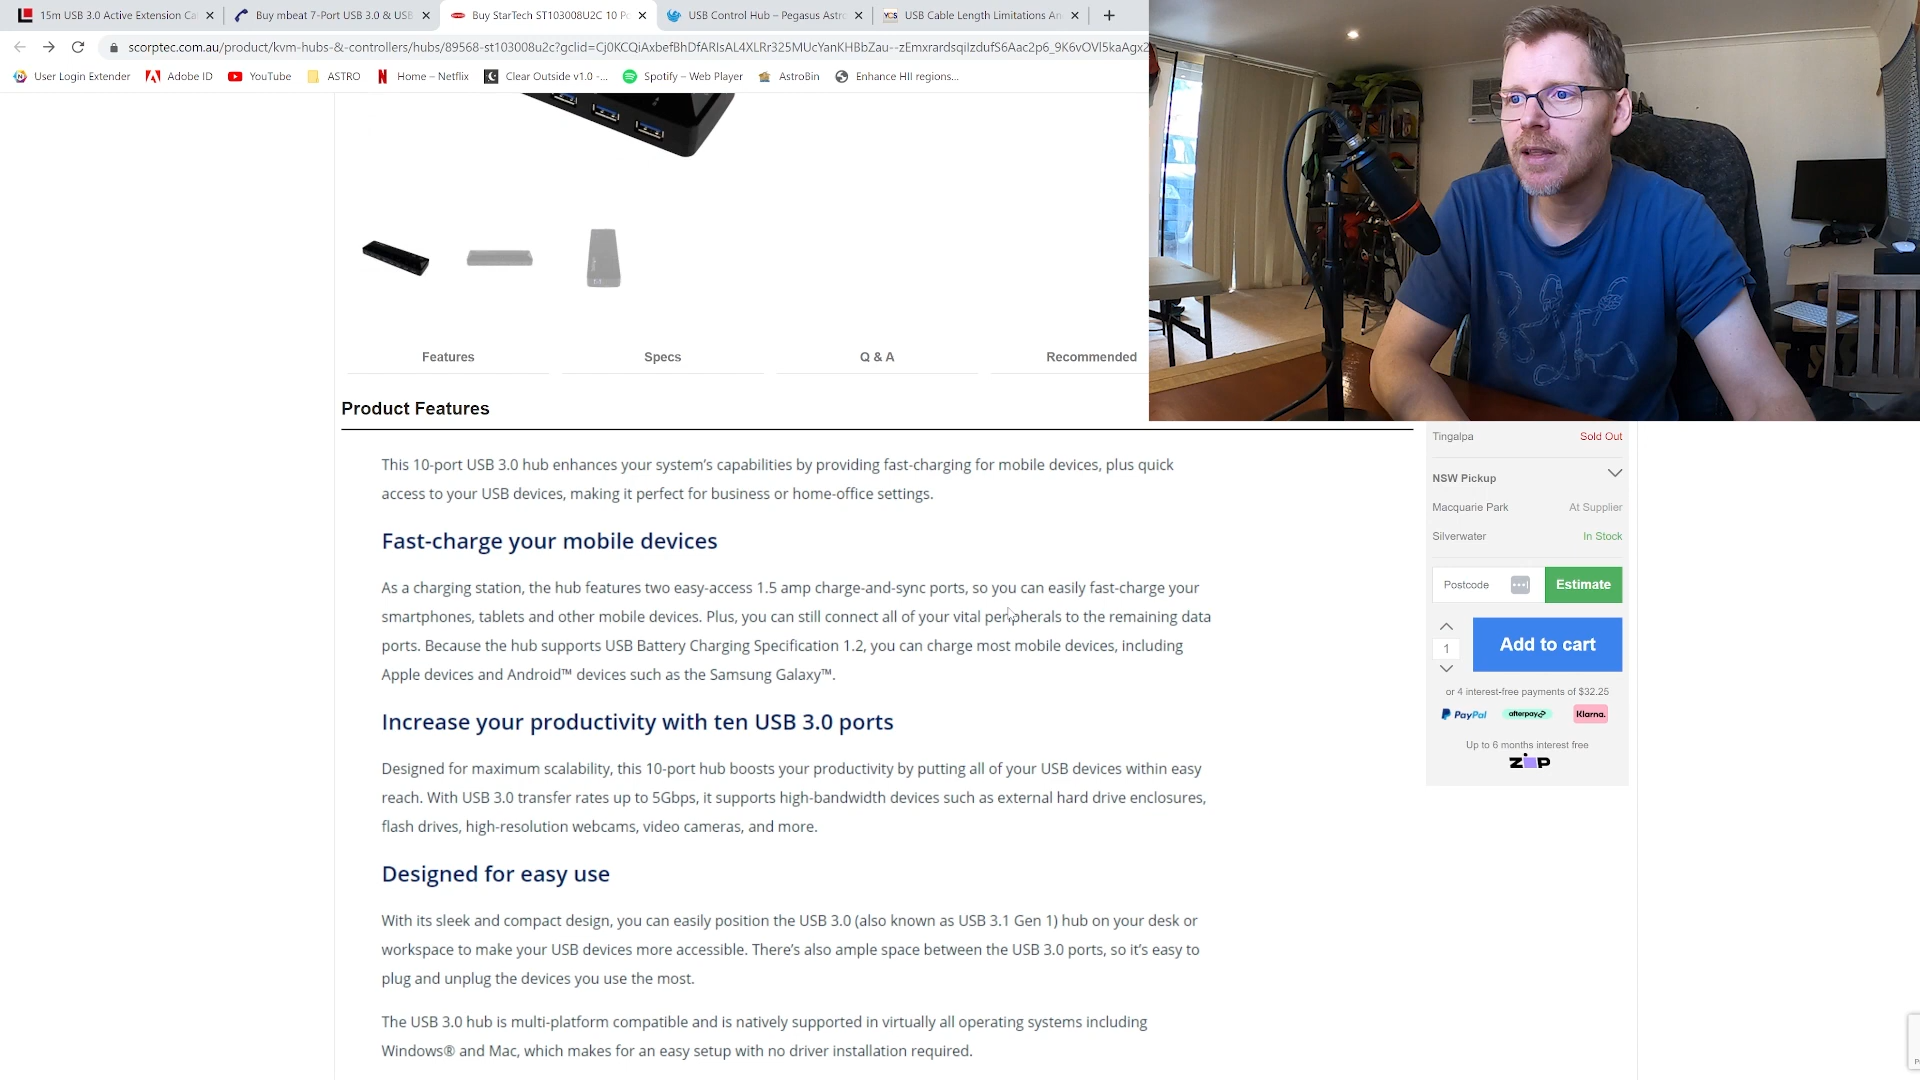 15m USB 3.0 Active Extension Ca
Buy mbeat 7-Port USB 3.0 & USB
Buy StarTech ST103008U2C 10 Po
USB Control Hub – Pegasus Astro
USB Cable Length Limitations An
scorptec.com.au/product/kvm-hubs-&-controllers/hubs/89568-st103008u2c?gclid=
User Login Extender
Adobe ID
YouTube
ASTRO
Home – Netflix
Clear Outside v1.0 -...
Spotify – Web Player
AstroBin
Enhance HII regions...
Features
Specs
Q & A
Recommended
Product Features
This 10-port USB 3.0 hub enhances your system's capabilities by providing fast-charging for mobile devices, plus quick
access to your USB devices, making it perfect for business or home-office settings.
Fast-charge your mobile devices
As a charging station, the hub features two easy-access 1.5 amp charge-and-sync ports, so you can easily fast-charge your
smartphones, tablets and other mobile devices. Plus, you can still connect all of your vital peripherals to the remaining data
ports. Because the hub supports USB Battery Charging Specification 1.2, you can charge most mobile devices, including
Apple devices and Android™ devices such as the Samsung Galaxy™.
Increase your productivity with ten USB 3.0 ports
Designed for maximum scalability, this 10-port hub boosts your productivity by putting all of your USB devices within easy
reach. With USB 3.0 transfer rates up to 5Gbps, it supports high-bandwidth devices such as external hard drive enclosures,
flash drives, high-resolution webcams, video cameras, and more.
Designed for easy use
With its sleek and compact design, you can easily position the USB 3.0 (also known as USB 3.1 Gen 1) hub on your desk or
workspace to make your USB devices more accessible. There's also ample space between the USB 3.0 ports, so it's easy to
plug and unplug the devices you use the most.
The USB 3.0 hub is multi-platform compatible and is natively supported in virtually all operating systems including
Windows® and Mac, which makes for an easy setup with no driver installation required.
Tingalpa Sold Out
NSW Pickup
Macquarie Park At Supplier
Silverwater In Stock
Postcode Estimate
1 Add to cart
or 4 interest-free payments of $32.25
PayPal afterpay Klarna.
Up to 6 months interest free
ZIP